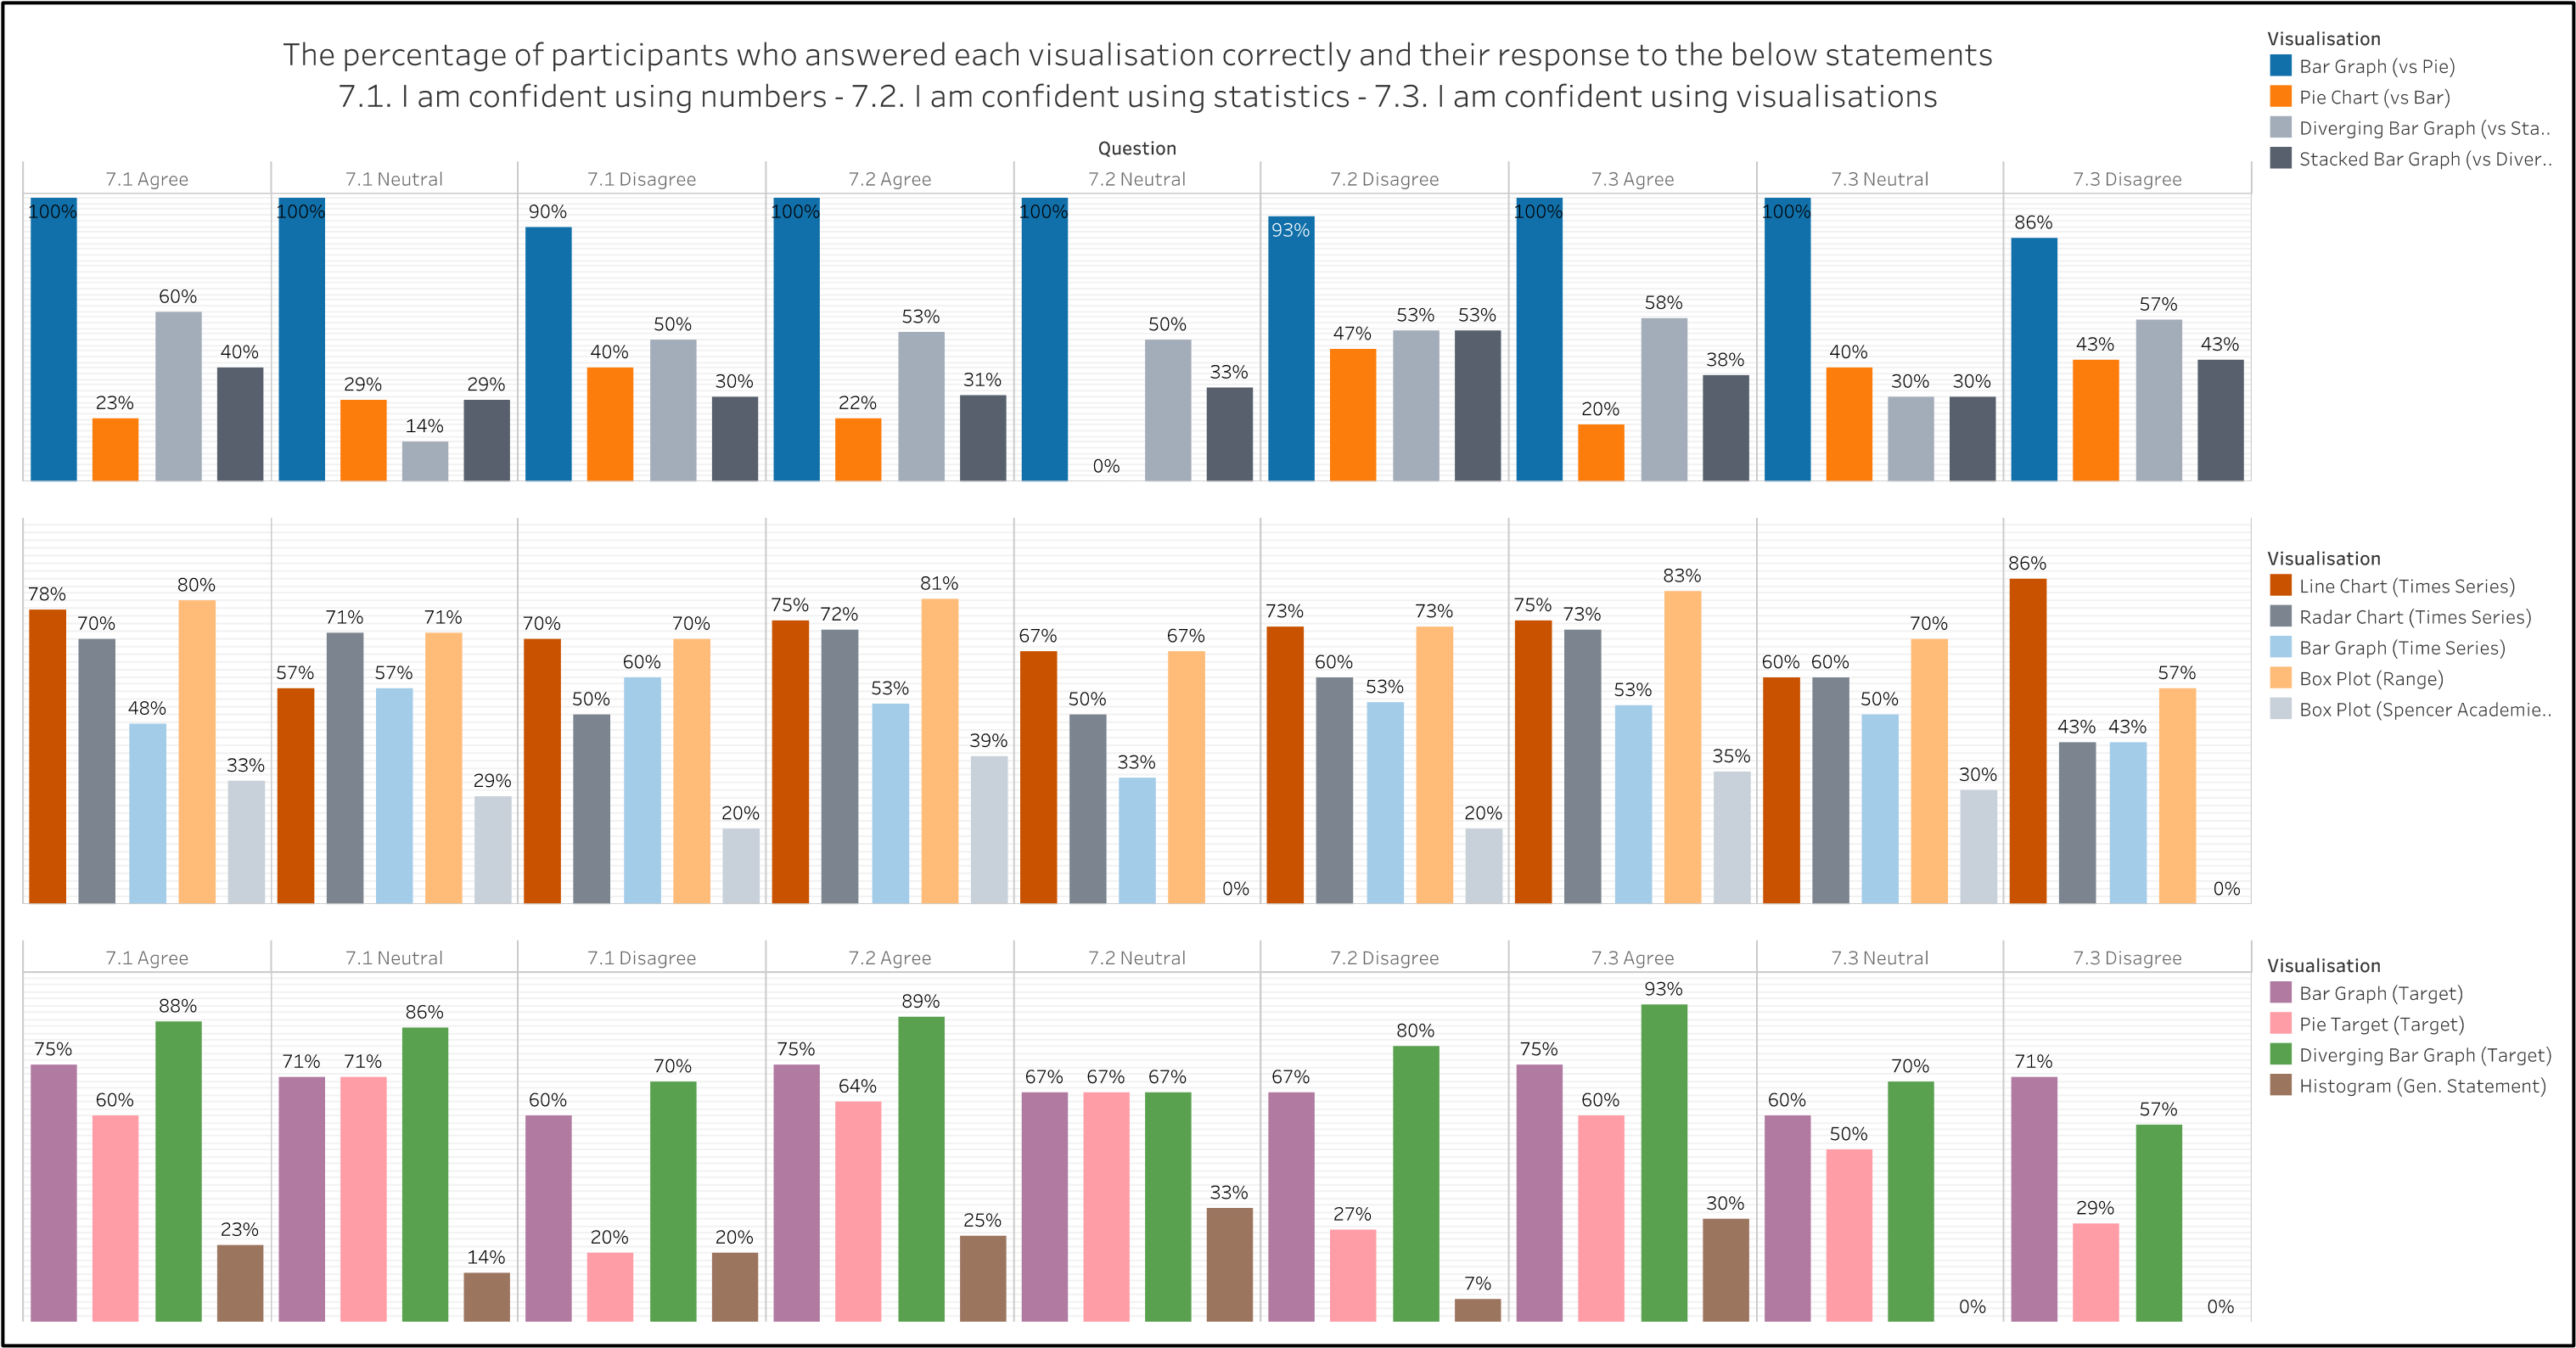 The percentage of participants who answered each visualisation correctly and their response to the below statements
7.1. I am confident using numbers - 7.2. I am confident using statistics - 7.3. I am confident using visualisations
Question
7.1 Agree 7.1 Neutral 7.1 Disagree 7.2 Agree 7.2 Neutral 7.2 Disagree 7.3 Agree 7.3 Neutral 7.3 Disagree
100% 23% 60% 40% 100% 29% 14% 29% 90% 40% 50% 30% 100% 22% 53% 31% 100% 0% 50% 33% 93% 47% 53% 53% 100% 20% 58% 38% 100% 40% 30% 30% 86% 43% 57% 43%
Visualisation
Bar Graph (vs Pie)
Pie Chart (vs Bar)
Diverging Bar Graph (vs Sta..
Stacked Bar Graph (vs Diver..
78% 70% 48% 80% 33% 57% 71% 57% 71% 29% 70% 50% 60% 70% 20% 75% 72% 53% 81% 39% 67% 50% 33% 67% 0% 73% 60% 53% 73% 20% 75% 73% 53% 83% 35% 60% 60% 50% 70% 30% 86% 43% 43% 57% 0%
Visualisation
Line Chart (Times Series)
Radar Chart (Times Series)
Bar Graph (Time Series)
Box Plot (Range)
Box Plot (Spencer Academie..
7.1 Agree 7.1 Neutral 7.1 Disagree 7.2 Agree 7.2 Neutral 7.2 Disagree 7.3 Agree 7.3 Neutral 7.3 Disagree
75% 60% 88% 23% 71% 71% 86% 14% 60% 20% 70% 20% 75% 64% 89% 25% 67% 67% 67% 33% 67% 27% 80% 7% 75% 60% 93% 30% 60% 50% 70% 0% 71% 29% 57% 0%
Visualisation
Bar Graph (Target)
Pie Target (Target)
Diverging Bar Graph (Target)
Histogram (Gen. Statement)